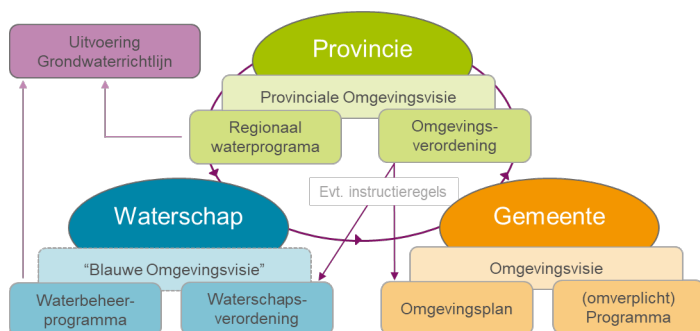 Uitvoering
Grondwaterrichtlijn
Provincie
Provinciale Omgevingsvisie
Regionaal
waterprograma
Omgevings-
verordening
Evt. instructieregels
Waterschap
"Blauwe Omgevingsvisie"
Waterbeheer-
programma
Waterschaps-
verordening
Gemeente
Omgevingsvisie
Omgevingsplan
(omverplicht)
Programma